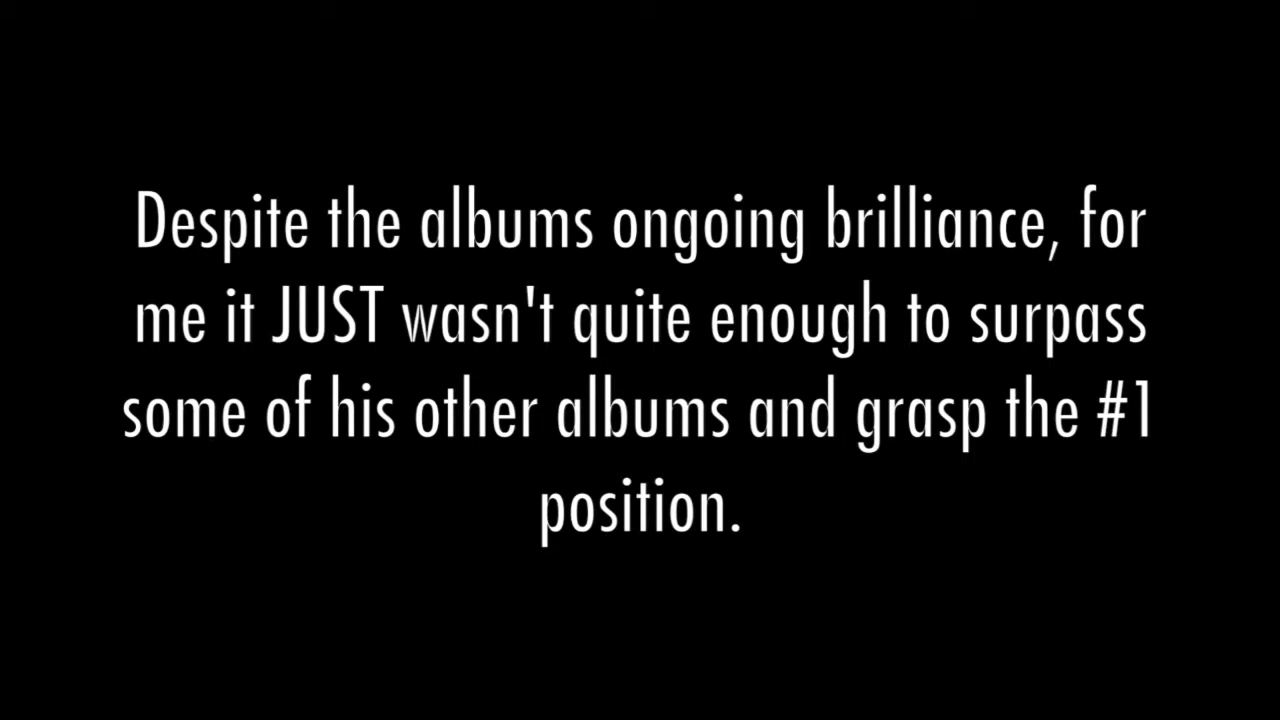 Despite the albums ongoing brilliance, for
me it JUST wasn't quite enough to surpass
some of his other albums and grasp the #1
position.